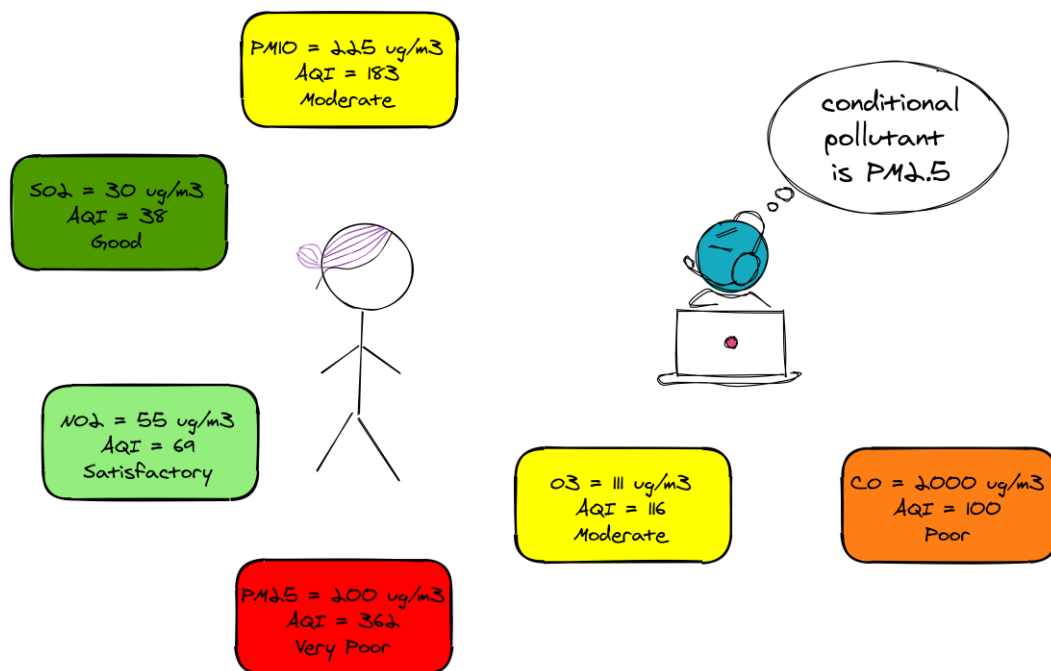 PM10 = 225 ug/m3
AQI = 183
Moderate
conditional
pollutant
is PM2.5
SO2 = 30 ug/m3
AQI = 38
Good
NO2 = 55 ug/m3
AQI = 69
Satisfactory
O3 = 111 ug/m3
AQI = 116
Moderate
CO = 2000 ug/m3
AQI = 100
Poor
PM2.5 = 200 ug/m3
AQI = 362
Very Poor